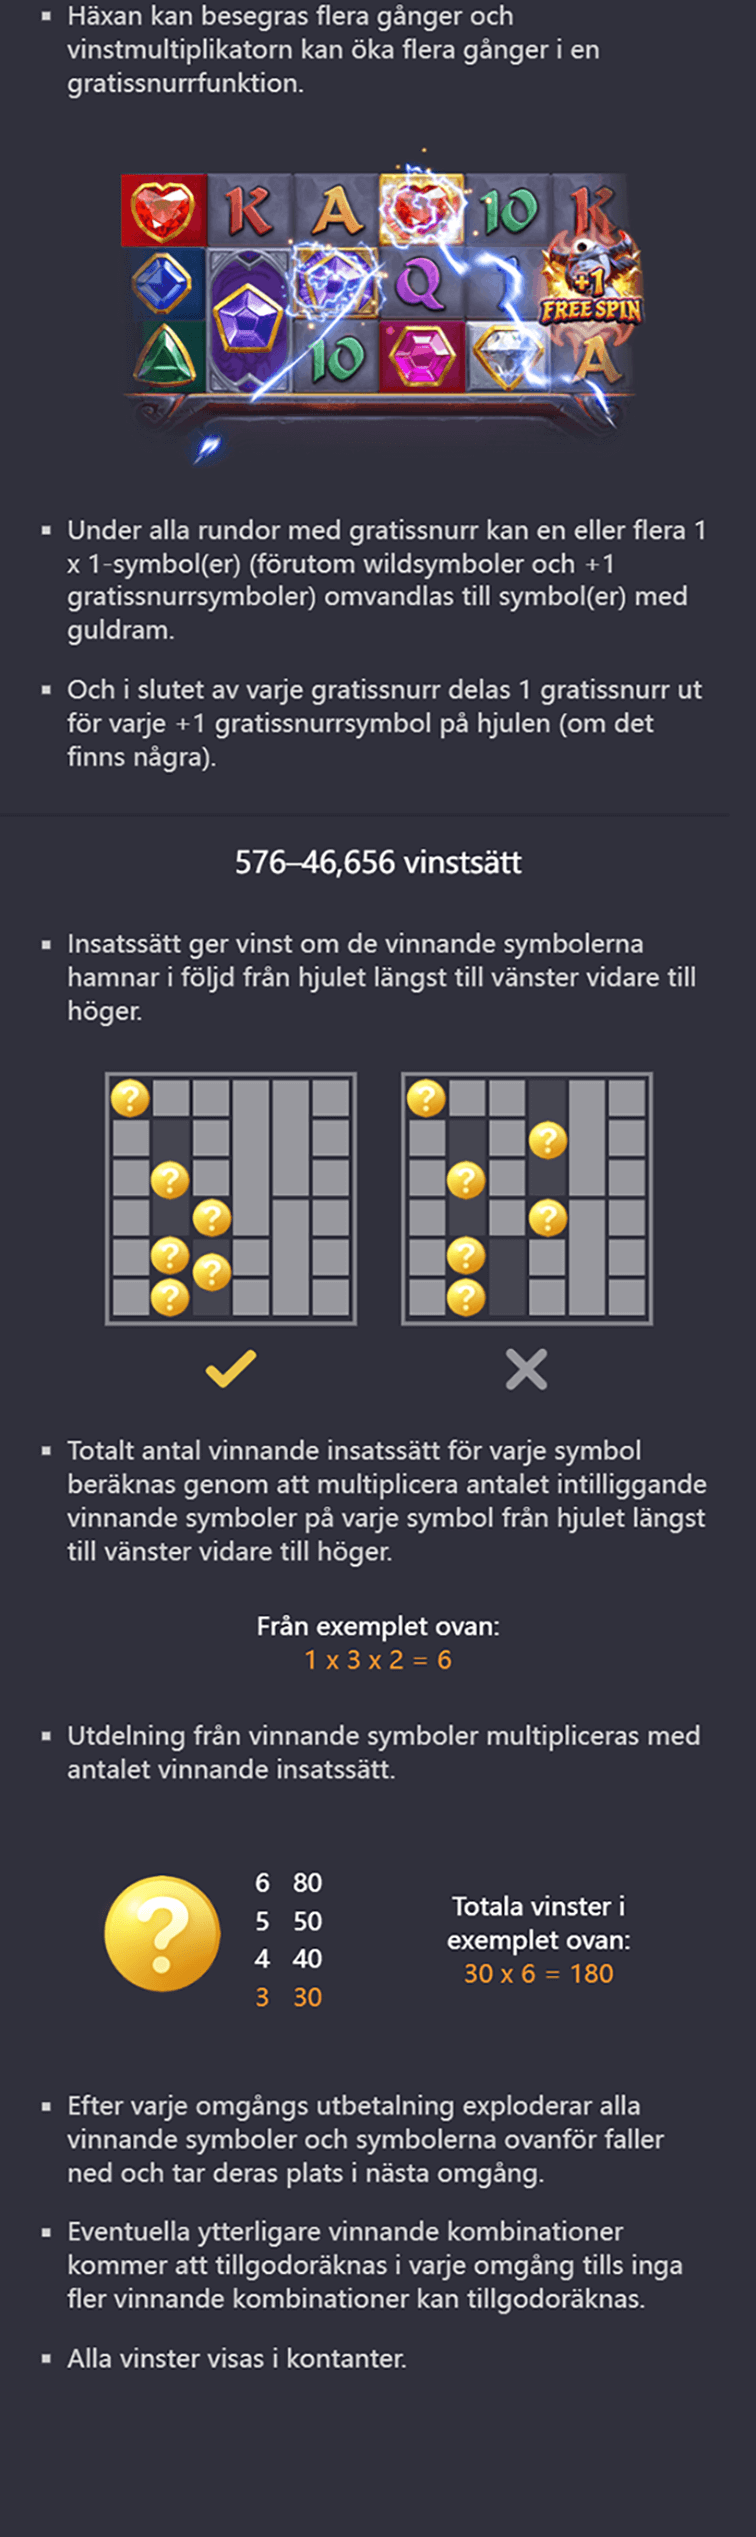 Häxan kan besegras flera gånger och
vinstmultiplikatorn kan öka flera gånger i en
gratissnurrfunktion.
K A 10 K
Q +1
FREE SPIN
10 A
Under alla rundor med gratissnurr kan en eller flera 1
x 1-symbol(er) (förutom wildsymboler och +1
gratissnurrsymboler) omvandlas till symbol(er) med
guldram.
Och i slutet av varje gratissnurr delas 1 gratissnurr ut
för varje +1 gratissnurrsymbol på hjulen (om det
finns några).
576–46,656 vinstsätt
Insatssätt ger vinst om de vinnande symbolerna
hamnar i följd från hjulet längst till vänster vidare till
höger.
? ?
?
? ?
? ?
? ?
?
? ?
Totalt antal vinnande insatssätt för varje symbol
beräknas genom att multiplicera antalet intilliggande
vinnande symboler på varje symbol från hjulet längst
till vänster vidare till höger.
Från exemplet ovan:
1 x 3 x 2 = 6
Utdelning från vinnande symboler multipliceras med
antalet vinnande insatssätt.
?
6 80
5 50
4 40
3 30
Totala vinster i
exemplet ovan:
30 x 6 = 180
Efter varje omgångs utbetalning exploderar alla
vinnande symboler och symbolerna ovanför faller
ned och tar deras plats i nästa omgång.
Eventuella ytterligare vinnande kombinationer
kommer att tillgodoräknas i varje omgång tills inga
fler vinnande kombinationer kan tillgodoräknas.
Alla vinster visas i kontanter.